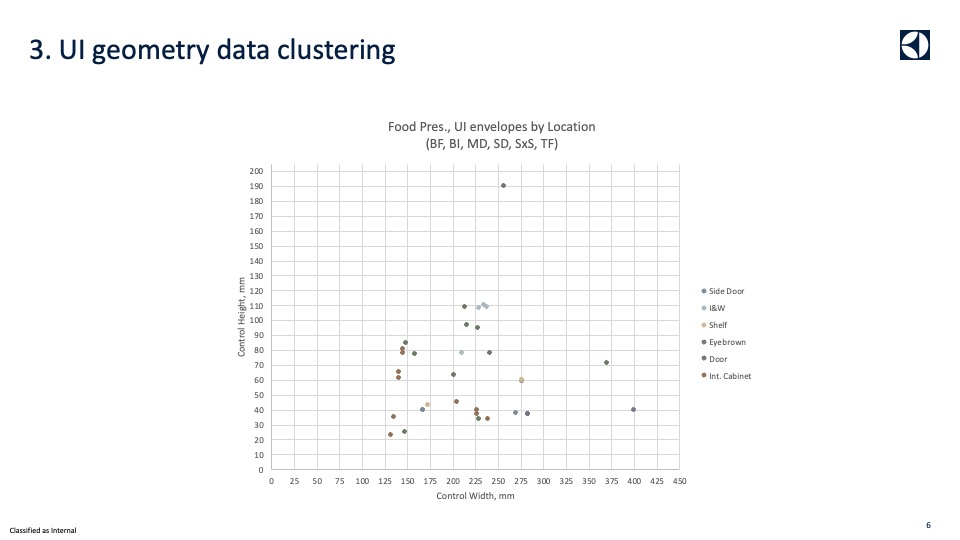 3. UI geometry data clustering
Food Pres., UI envelopes by Location
(BF, BI, MD, SD, SxS, TF)
200
190
180
170
160
150
140
130
120
110
100
90
80
70
60
50
40
30
20
10
0
Control Height, mm
0 25 50 75 100 125 150 175 200 225 250 275 300 325 350 375 400 425 450
Control Width, mm
Side Door
I&W
Shelf
Eyebrown
Door
Int. Cabinet
Classified as Internal
6